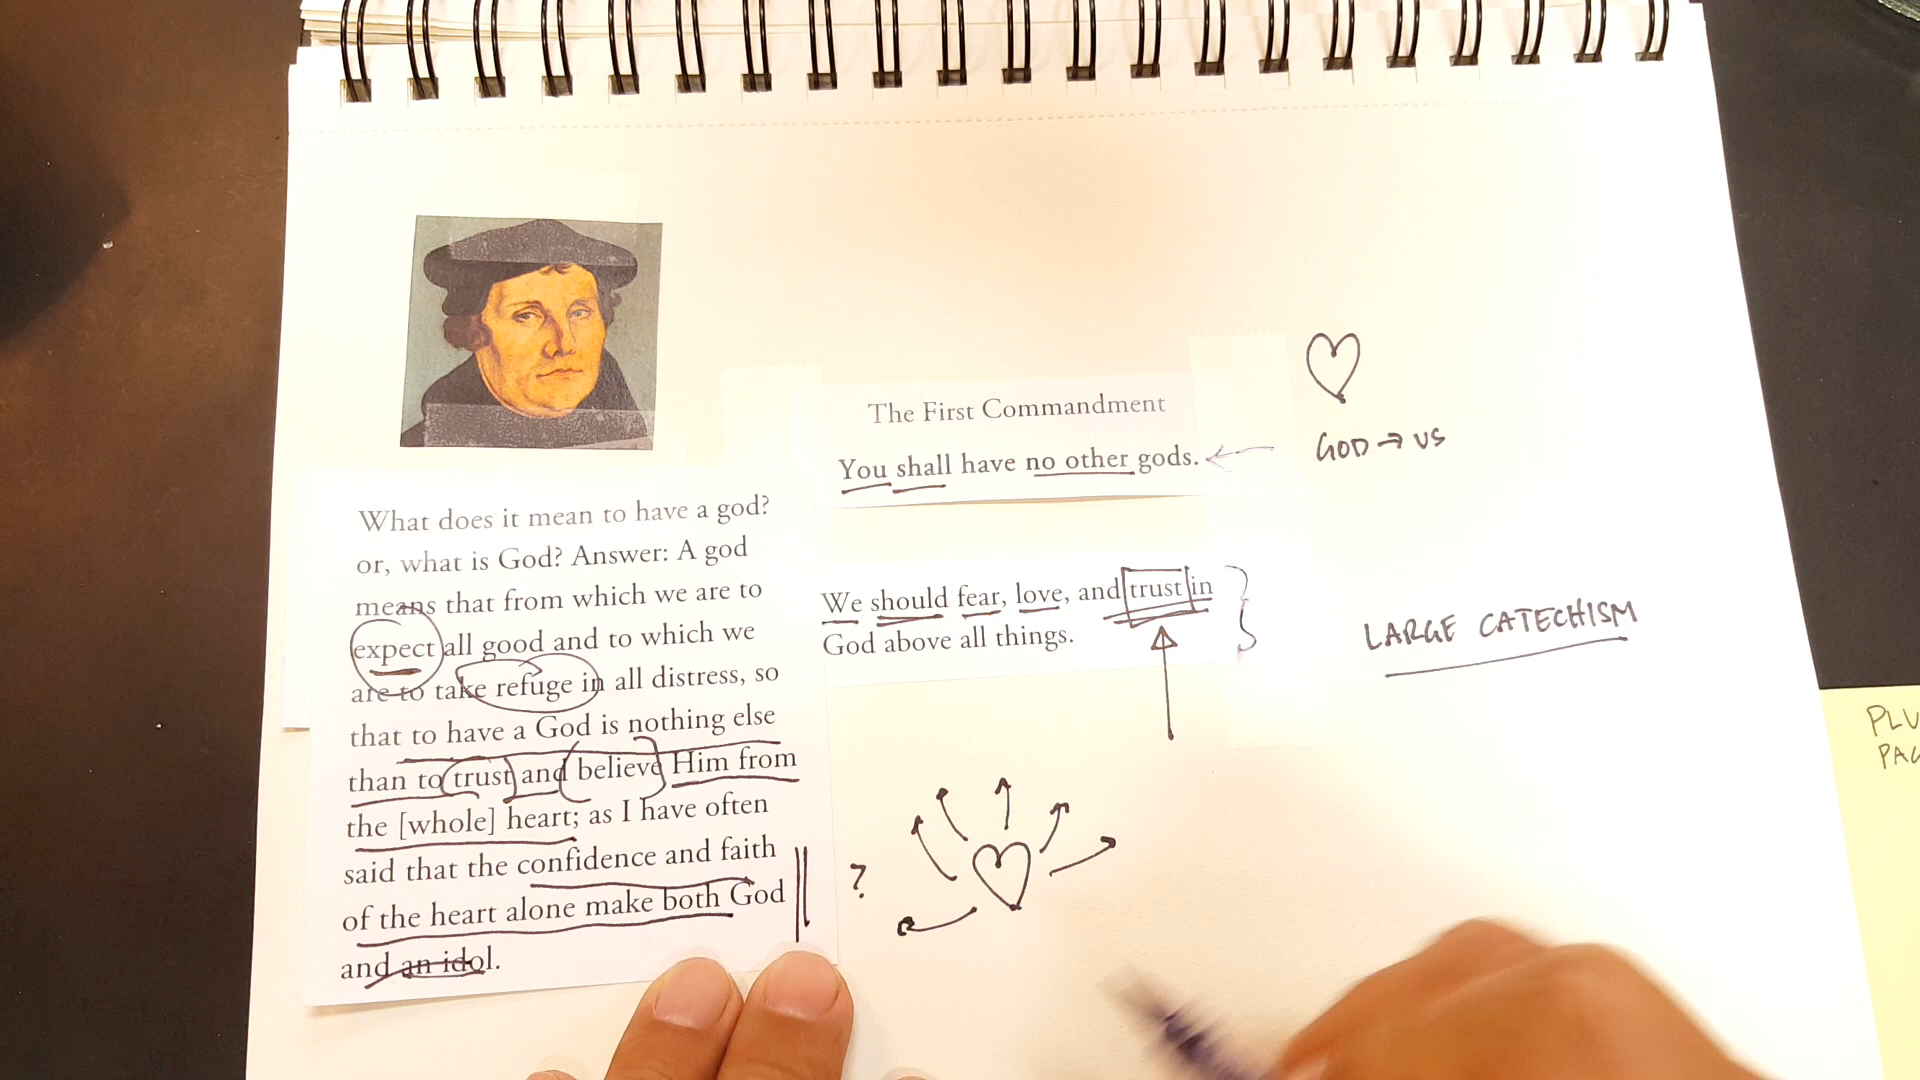 What does it mean to have a god?
or, what is God? Answer: A god
means that from which we are to
expect all good and to which we
are to take refuge in all distress, so
that to have a God is nothing else
than to trust and believe Him from
the [whole] heart; as I have often
said that the confidence and faith
of the heart alone make both God
and an idol.
The First Commandment
You shall have no other gods.
GOD → US
We should fear, love, and trust in
God above all things.
LARGE CATECHISM
?